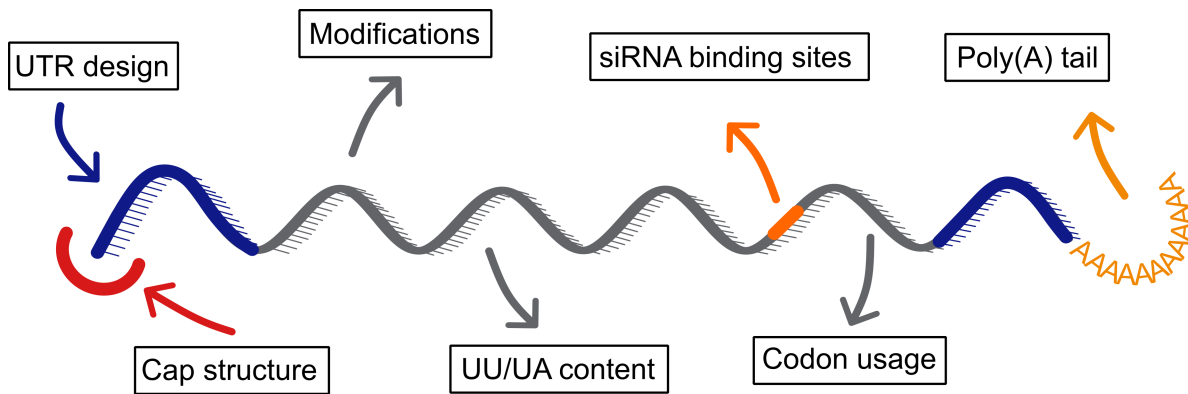 UTR design
Modifications
siRNA binding sites
Poly(A) tail
Cap structure
UU/UA content
Codon usage
AAAAAAAAAAAA